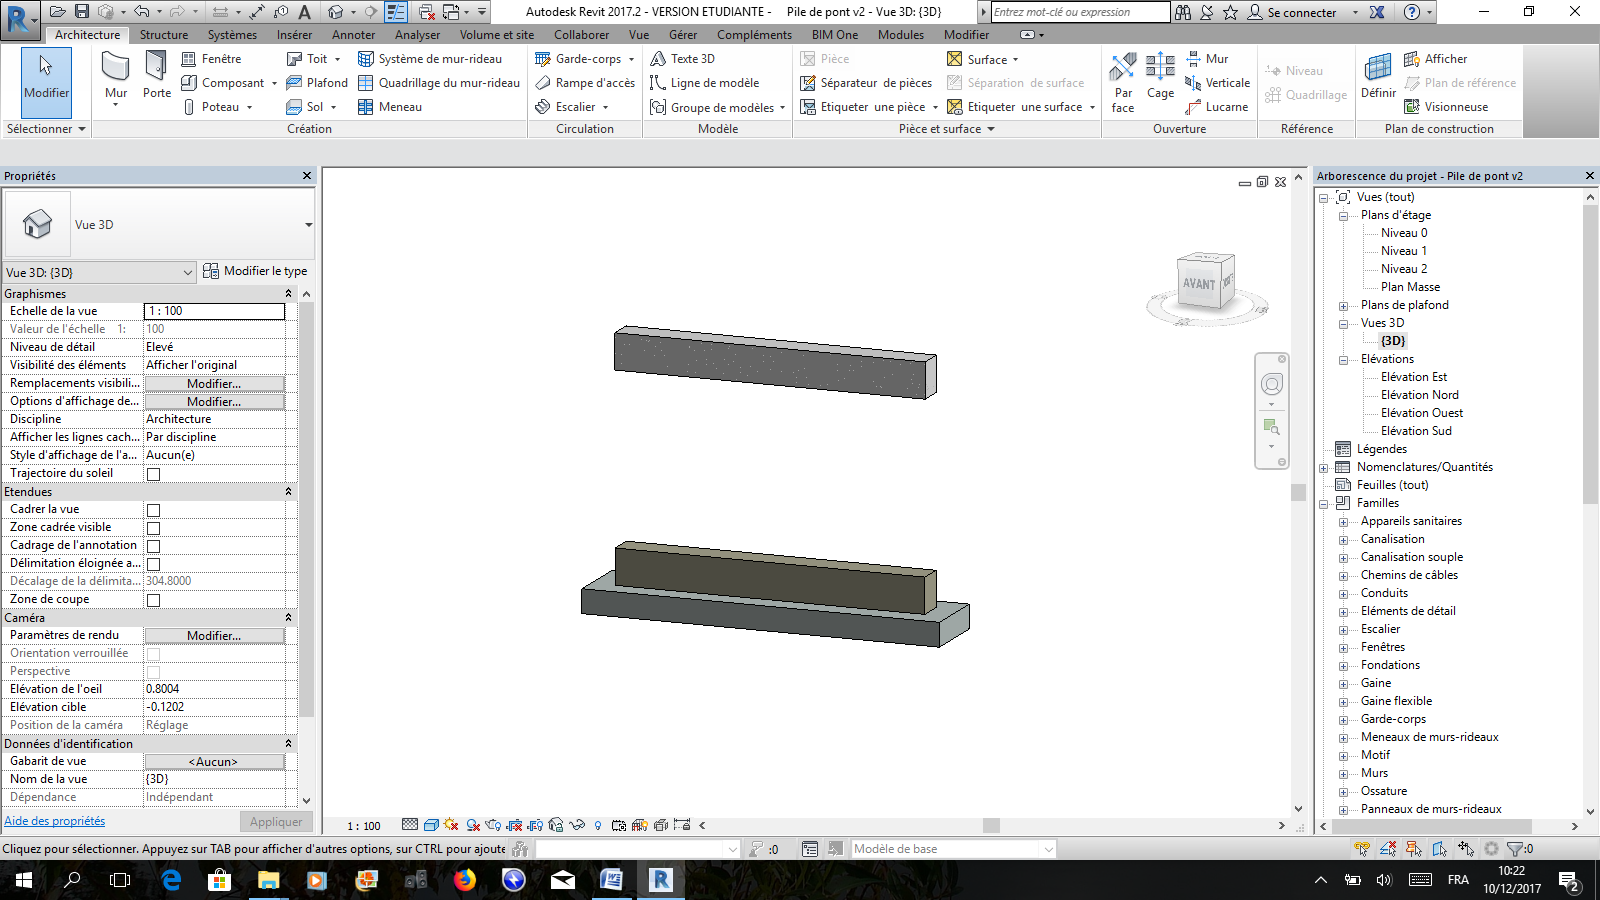 Autodesk Revit 2017.2 - VERSION ETUDIANTE - Pile de pont v2 - Vue 3D: {3D}
Entrez mot-clé ou expression
Se connecter
Architecture Structure Systèmes Insérer Annoter Analyser Volume et site Collaborer Vue Gérer Compléments BIM One Modules Modifier
Modifier
Sélectionner
Mur
Porte
Fenêtre
Composant
Poteau
Toit
Plafond
Sol
Système de mur-rideau
Quadrillage du mur-rideau
Meneau
Création
Garde-corps
Rampe d'accès
Escalier
Circulation
Texte 3D
Ligne de modèle
Groupe de modèles
Modèle
Pièce
Séparateur de pièces
Etiqueter une pièce
Surface
Séparation de surface
Etiqueter une surface
Pièce et surface
Par face
Cage
Mur
Verticale
Lucarne
Ouverture
Niveau
Quadrillage
Référence
Définir
Afficher
Plan de référence
Visionneuse
Plan de construction
Propriétés
Vue 3D
Vue 3D: {3D}
Modifier le type
Graphismes
Echelle de la vue 1 : 100
Valeur de l'échelle 1: 100
Niveau de détail Elevé
Visibilité des éléments Afficher l'original
Remplacements visibili... Modifier...
Options d'affichage de... Modifier...
Discipline Architecture
Afficher les lignes cach... Par discipline
Style d'affichage de l'a... Aucun(e)
Trajectoire du soleil
Etendues
Cadrer la vue
Zone cadrée visible
Cadrage de l'annotation
Délimitation éloignée a...
Décalage de la délimita... 304.8000
Zone de coupe
Caméra
Paramètres de rendu Modifier...
Orientation verrouillée
Perspective
Elévation de l'oeil 0.8004
Elévation cible -0.1202
Position de la caméra Réglage
Données d'identification
Gabarit de vue <Aucun>
Nom de la vue {3D}
Dépendance Indépendant
Aide des propriétés
Appliquer
AVANT
1 : 100
Arborescence du projet - Pile de pont v2
Vues (tout)
Plans d'étage
Niveau 0
Niveau 1
Niveau 2
Plan Masse
Plans de plafond
Vues 3D
{3D}
Elévations
Elévation Est
Elévation Nord
Elévation Ouest
Elévation Sud
Légendes
Nomenclatures/Quantités
Feuilles (tout)
Familles
Appareils sanitaires
Canalisation
Canalisation souple
Chemins de câbles
Conduits
Eléments de détail
Escalier
Fenêtres
Fondations
Gaine
Gaine flexible
Garde-corps
Meneaux de murs-rideaux
Motif
Murs
Ossature
Panneaux de murs-rideaux
Cliquez pour sélectionner. Appuyez sur TAB pour afficher d'autres options, sur CTRL pour ajoute
:0
Modèle de base
:0
FRA
10:22
10/12/2017
2